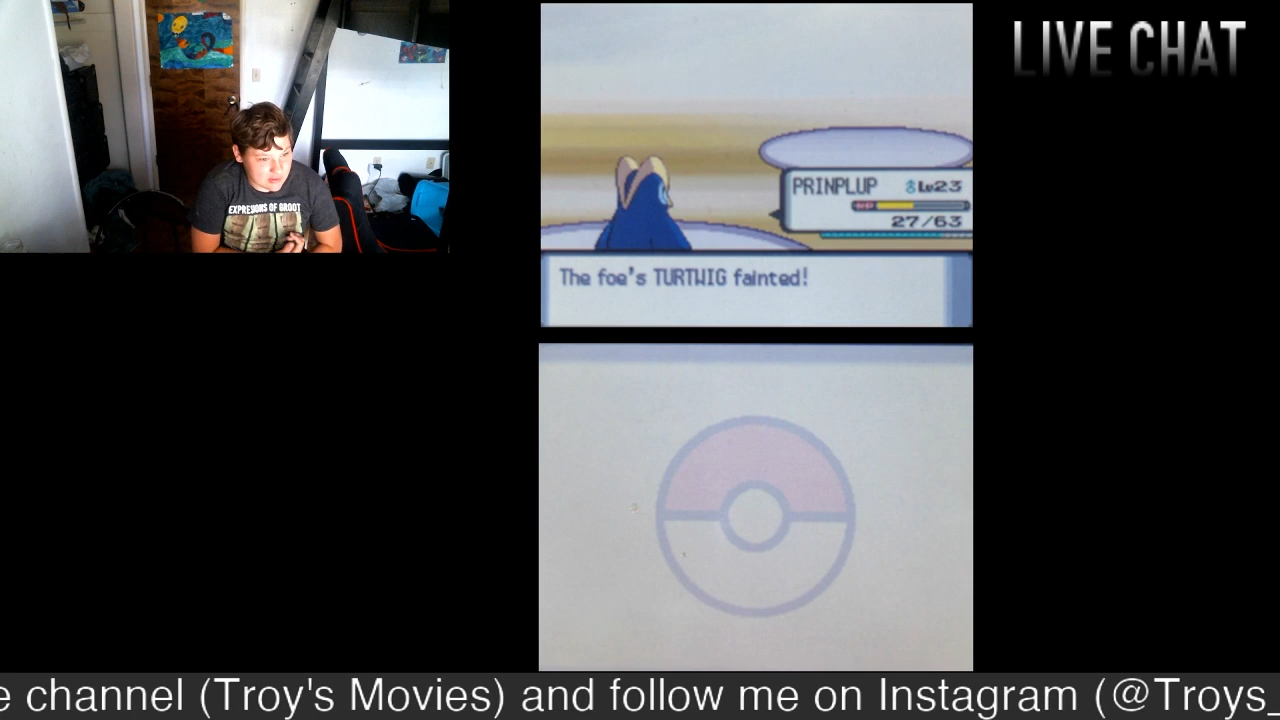 LIVE CHAT
EXPRESSIONS OF GROOT
PRINPLUP ♂Lv23
HP
27/63
The foe's TURTWIG fainted!
e channel (Troy's Movies) and follow me on Instagram (@Troys_